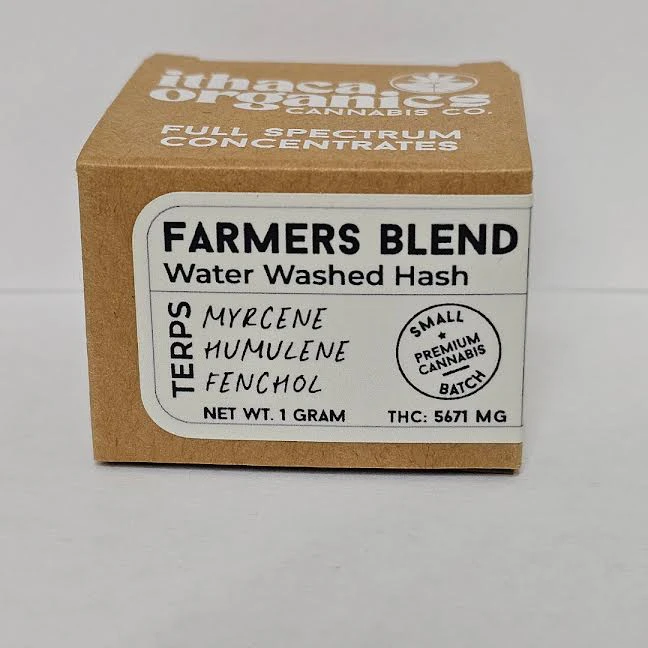 ithaca
organics
CANNABIS CO.
FULL SPECTRUM
CONCENTRATES
FARMERS BLEND
Water Washed Hash
TERPS
MYRCENE
HUMULENE
FENCHOL
SMALL
PREMIUM
CANNABIS
BATCH
NET WT. 1 GRAM
THC: 5671 MG